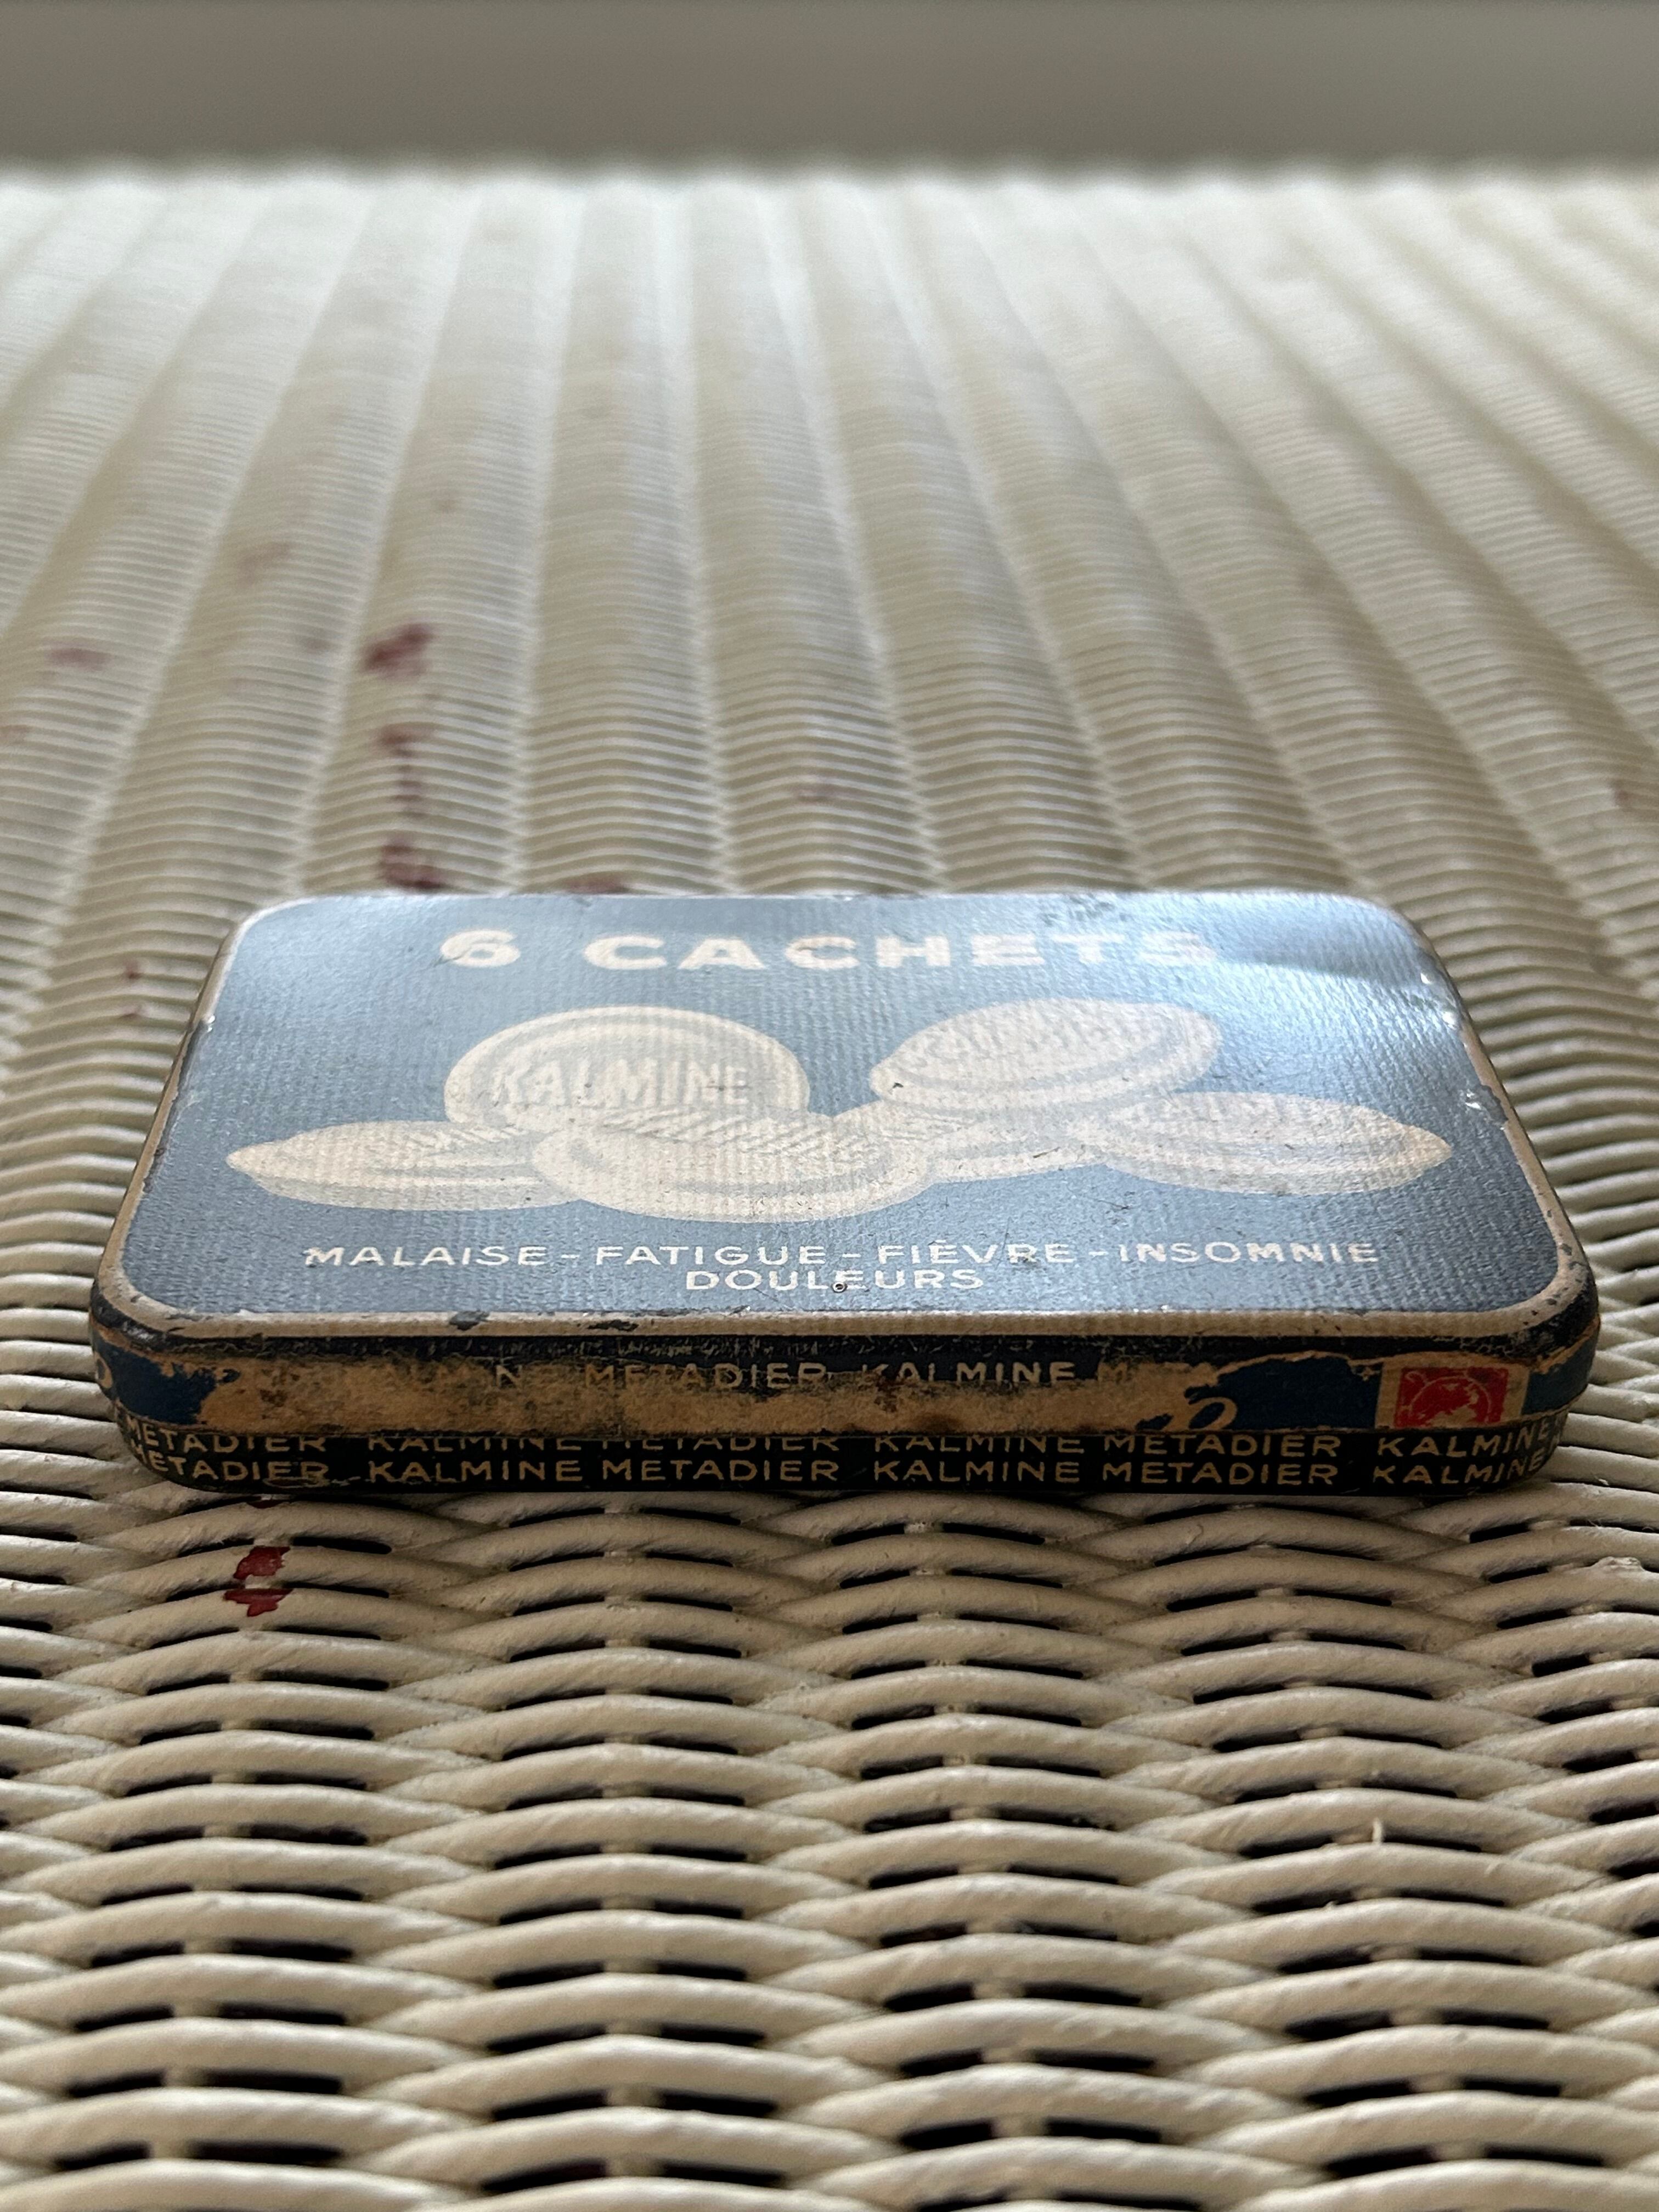 6 CACHETS
KALMINE
KALMINE
MALAISE - FATIGUE - FIÈVRE - INSOMNIE
DOULEURS
METADIER KALMINE
METADIER KALMINE METADIER KALMINE METADIER KALMINE
METADIER KALMINE METADIER KALMINE METADIER KALMINE